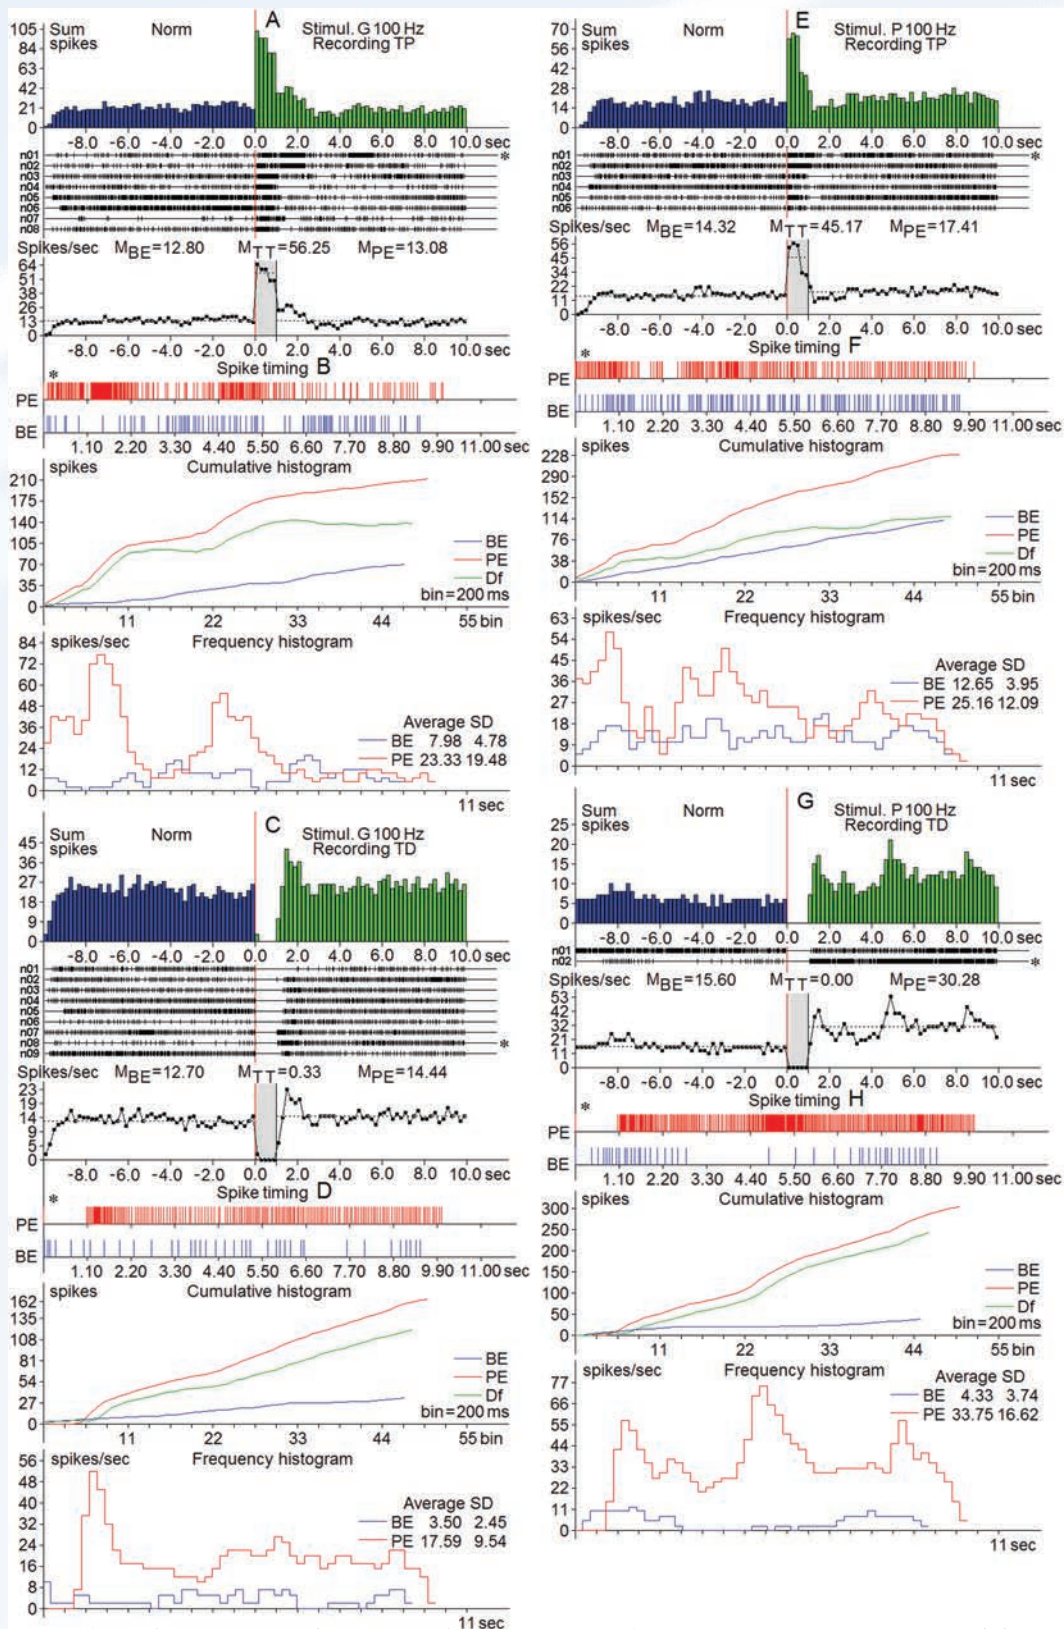 A
Sum spikes Norm Stimul. G 100 Hz Recording TP
105
84
63
42
21
0
-8.0 -6.0 -4.0 -2.0 0.0 2.0 4.0 6.0 8.0 10.0 sec
n01 *
n02
n03
n04
n05
n06
n07
n08
Spikes/sec MBE=12.80 MTT=56.25 MPE=13.08
64
51
38
26
13
0
-8.0 -6.0 -4.0 -2.0 0.0 2.0 4.0 6.0 8.0 10.0 sec
Spike timing B
*
PE
BE
1.10 2.20 3.30 4.40 5.50 6.60 7.70 8.80 9.90 11.00 sec
spikes Cumulative histogram
210
175
140
105
70
35
0
BE
PE
Df
bin=200 ms
11 22 33 44 55 bin
spikes/sec Frequency histogram
84
72
60
48
36
24
12
0
Average SD
BE 7.98 4.78
PE 23.33 19.48
11 sec
C
Sum spikes Norm Stimul. G 100 Hz Recording TD
45
36
27
18
9
0
-8.0 -6.0 -4.0 -2.0 0.0 2.0 4.0 6.0 8.0 10.0 sec
n01
n02
n03
n04
n05
n06
n07
n08 *
n09
Spikes/sec MBE=12.70 MTT=0.33 MPE=14.44
23
19
14
9
5
0
-8.0 -6.0 -4.0 -2.0 0.0 2.0 4.0 6.0 8.0 10.0 sec
Spike timing D
*
PE
BE
1.10 2.20 3.30 4.40 5.50 6.60 7.70 8.80 9.90 11.00 sec
spikes Cumulative histogram
162
135
108
81
54
27
0
BE
PE
Df
bin=200 ms
11 22 33 44 55 bin
spikes/sec Frequency histogram
56
48
40
32
24
16
8
0
Average SD
BE 3.50 2.45
PE 17.59 9.54
11 sec
E
Sum spikes Norm Stimul. P 100 Hz Recording TP
70
56
42
28
14
0
-8.0 -6.0 -4.0 -2.0 0.0 2.0 4.0 6.0 8.0 10.0 sec
n01 *
n02
n03
n04
n05
n06
Spikes/sec MBE=14.32 MTT=45.17 MPE=17.41
56
45
34
22
11
0
-8.0 -6.0 -4.0 -2.0 0.0 2.0 4.0 6.0 8.0 10.0 sec
Spike timing F
*
PE
BE
1.10 2.20 3.30 4.40 5.50 6.60 7.70 8.80 9.90 11.00 sec
spikes Cumulative histogram
228
290
152
114
76
38
0
BE
PE
Df
bin=200 ms
11 22 33 44 55 bin
spikes/sec Frequency histogram
63
54
45
36
27
18
9
0
Average SD
BE 12.65 3.95
PE 25.16 12.09
11 sec
G
Sum spikes Norm Stimul. P 100 Hz Recording TD
25
20
15
10
5
0
-8.0 -6.0 -4.0 -2.0 0.0 2.0 4.0 6.0 8.0 10.0 sec
n01
n02 *
Spikes/sec MBE=15.60 MTT=0.00 MPE=30.28
53
42
32
21
11
0
-8.0 -6.0 -4.0 -2.0 0.0 2.0 4.0 6.0 8.0 10.0 sec
Spike timing H
*
PE
BE
1.10 2.20 3.30 4.40 5.50 6.60 7.70 8.80 9.90 11.00 sec
spikes Cumulative histogram
300
250
200
150
100
50
0
BE
PE
Df
bin=200 ms
11 22 33 44 55 bin
spikes/sec Frequency histogram
77
66
55
44
33
22
11
0
Average SD
BE 4.33 3.74
PE 33.75 16.62
11 sec